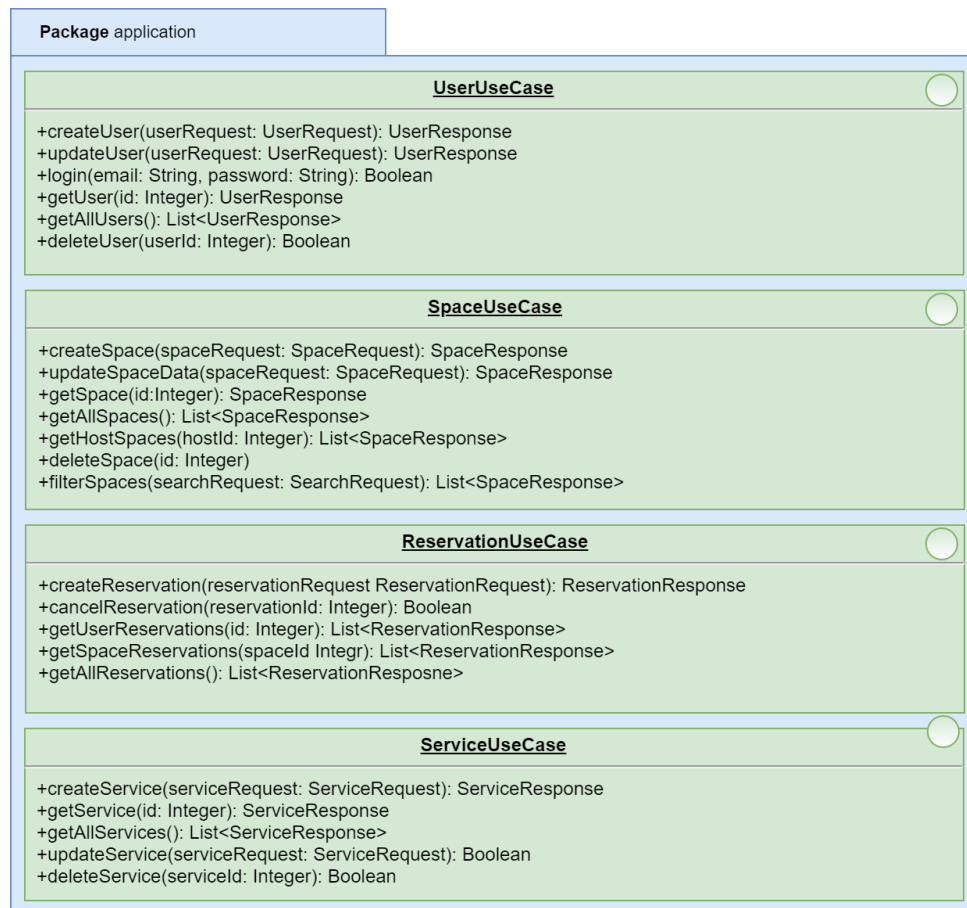 Package application
UserUseCase
+createUser(userRequest: UserRequest): UserResponse
+updateUser(userRequest: UserRequest): UserResponse
+login(email: String, password: String): Boolean
+getUser(id: Integer): UserResponse
+getAllUsers(): List<UserResponse>
+deleteUser(userId: Integer): Boolean
SpaceUseCase
+createSpace(spaceRequest: SpaceRequest): SpaceResponse
+updateSpaceData(spaceRequest: SpaceRequest): SpaceResponse
+getSpace(id:Integer): SpaceResponse
+getAllSpaces(): List<SpaceResponse>
+getHostSpaces(hostId: Integer): List<SpaceResponse>
+deleteSpace(id: Integer)
+filterSpaces(searchRequest: SearchRequest): List<SpaceResponse>
ReservationUseCase
+createReservation(reservationRequest ReservationRequest): ReservationResponse
+cancelReservation(reservationId: Integer): Boolean
+getUserReservations(id: Integer): List<ReservationResponse>
+getSpaceReservations(spaceId Integr): List<ReservationResponse>
+getAllReservations(): List<ReservationResposne>
ServiceUseCase
+createService(serviceRequest: ServiceRequest): ServiceResponse
+getService(id: Integer): ServiceResponse
+getAllServices(): List<ServiceResponse>
+updateService(serviceRequest: ServiceRequest): Boolean
+deleteService(serviceId: Integer): Boolean